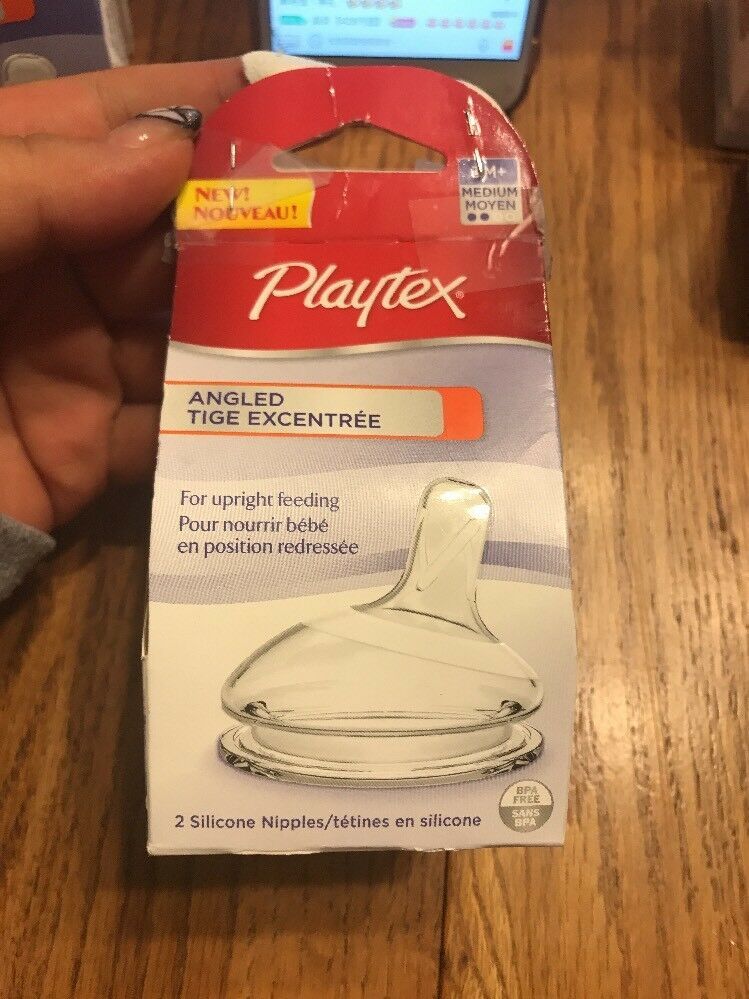 NEW!
NOUVEAU!
M+
MEDIUM
MOYEN
Playtex®
ANGLED
TIGE EXCENTRÉE
For upright feeding
Pour nourrir bébé
en position redressée
2 Silicone Nipples/tétines en silicone
BPA
FREE
SANS
BPA